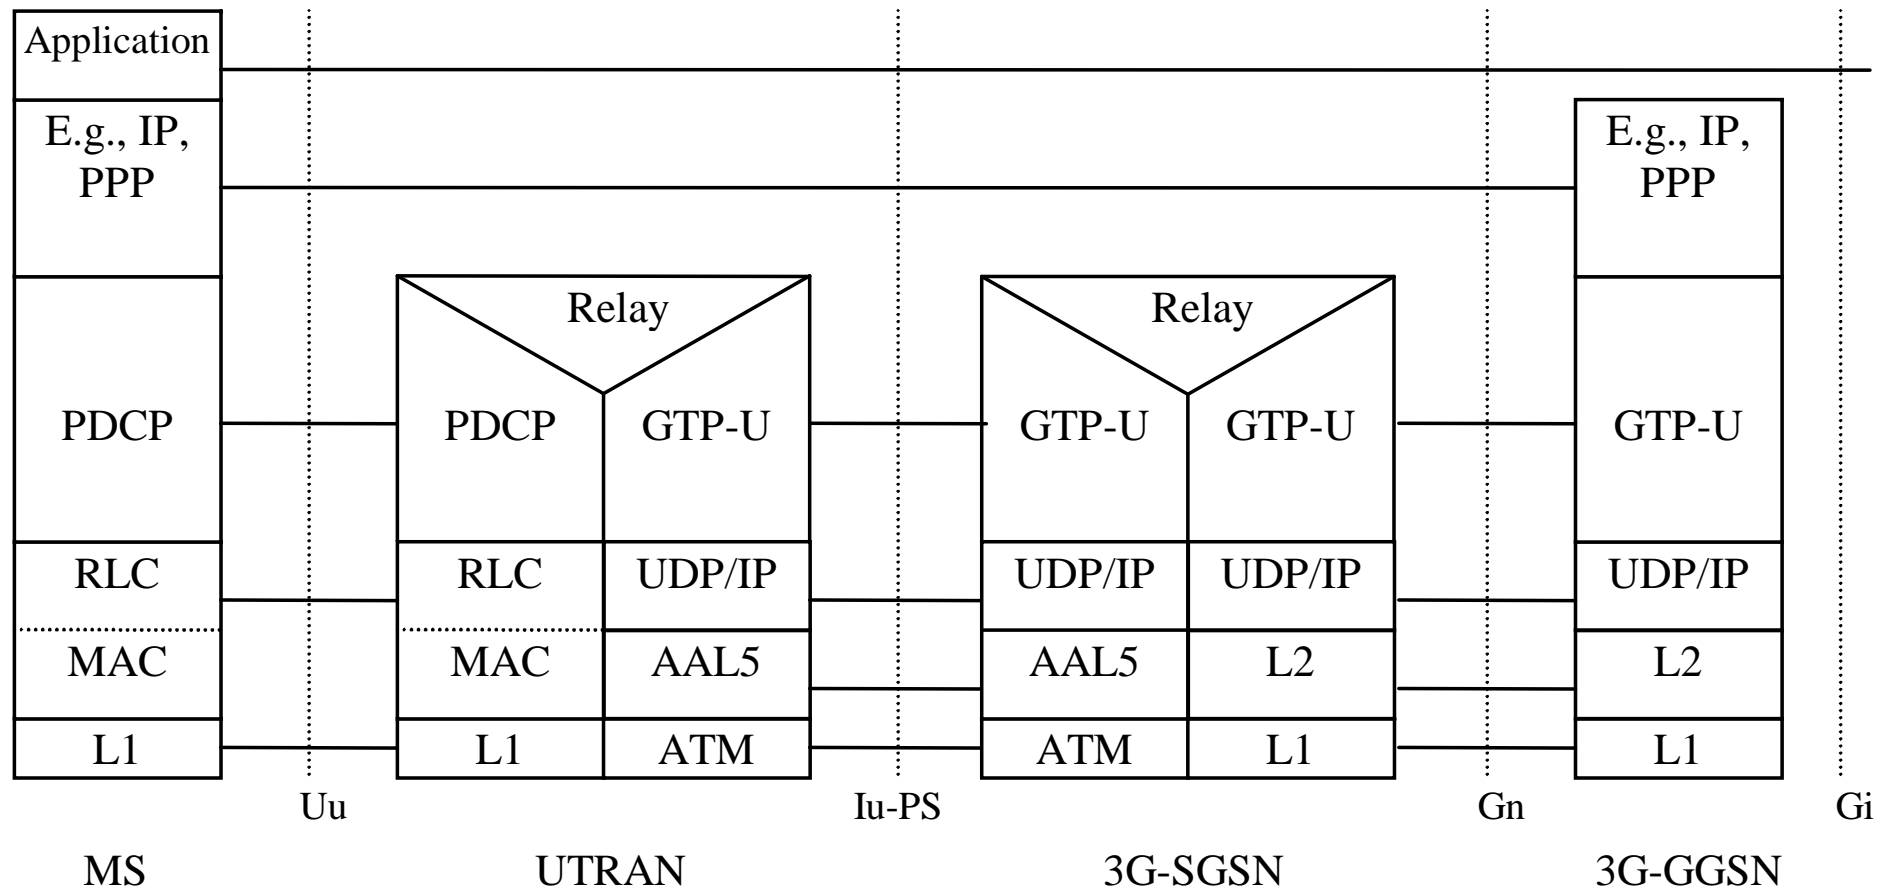 Application
E.g., IP,
PPP
E.g., IP,
PPP
Relay
Relay
PDCP
PDCP
GTP-U
GTP-U
GTP-U
GTP-U
RLC
RLC
UDP/IP
UDP/IP
UDP/IP
UDP/IP
MAC
MAC
AAL5
AAL5
L2
L2
L1
L1
ATM
ATM
L1
L1
Uu
Iu-PS
Gn
Gi
MS
UTRAN
3G-SGSN
3G-GGSN